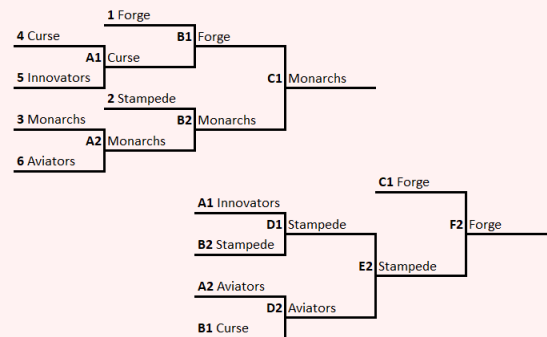 1 Forge
4 Curse
B1 Forge
A1 Curse
5 Innovators
C1 Monarchs
2 Stampede
3 Monarchs
B2 Monarchs
A2 Monarchs
6 Aviators
C1 Forge
A1 Innovators
D1 Stampede
F2 Forge
B2 Stampede
E2 Stampede
A2 Aviators
D2 Aviators
B1 Curse